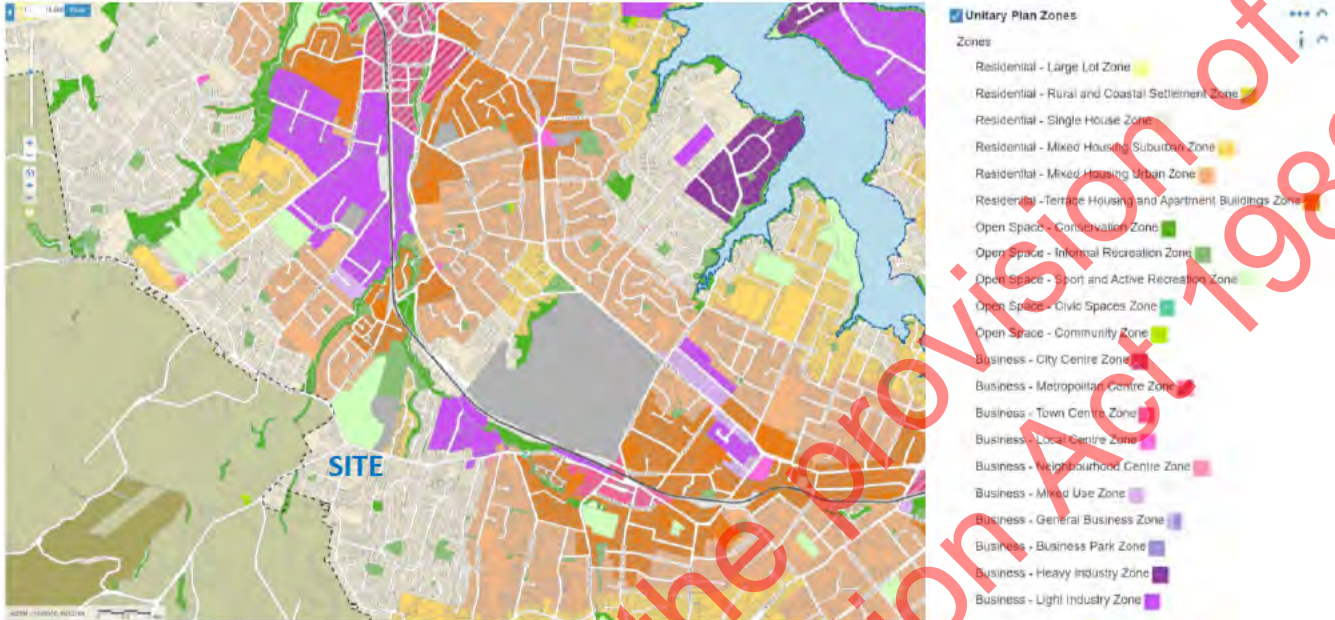 Unitary Plan Zones
Zones
Residential - Large Lot Zone
Residential - Rural and Coastal Settlement Zone
Residential - Single House Zone
Residential - Mixed Housing Suburban Zone
Residential - Mixed Housing Urban Zone
Residential -Terrace Housing and Apartment Buildings Zone
Open Space - Conservation Zone
Open Space - Informal Recreation Zone
Open Space - Sport and Active Recreation Zone
Open Space - Civic Spaces Zone
Open Space - Community Zone
Business - City Centre Zone
Business - Metropolitan Centre Zone
Business - Town Centre Zone
Business - Local Centre Zone
Business - Neighbourhood Centre Zone
Business - Mixed Use Zone
Business - General Business Zone
Business - Business Park Zone
Business - Heavy Industry Zone
Business - Light Industry Zone
SITE
the provision of
Act 198